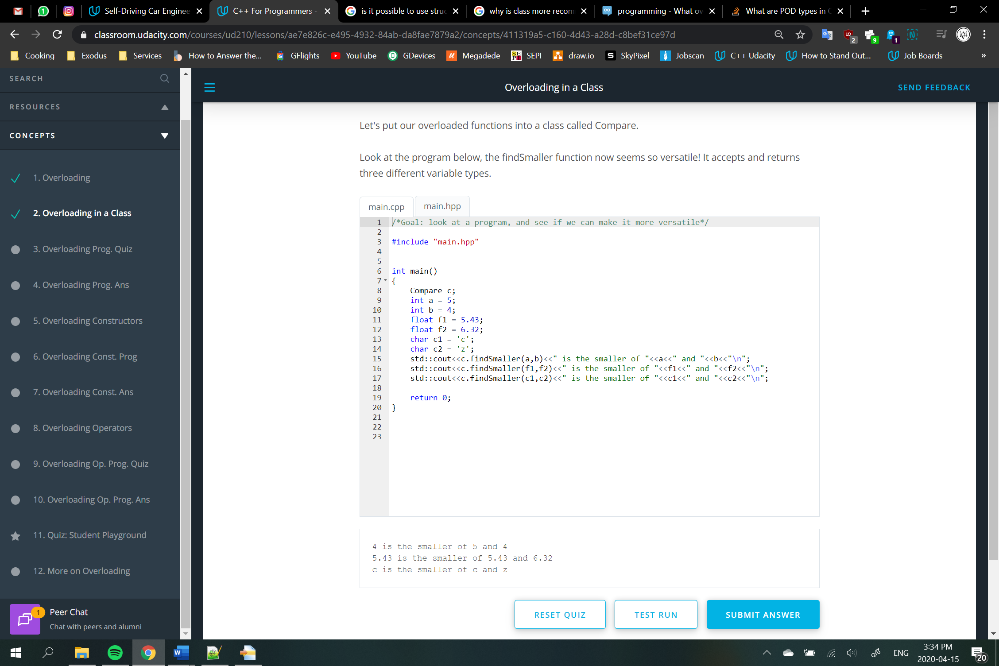 Self-Driving Car Enginee
C++ For Programmers -
is it possible to use struc
why is class more recom
programming - What ov
What are POD types in C
classroom.udacity.com/courses/ud210/lessons/ae7e826c-e495-4932-84ab-da8fae7879a2/concepts/411319a5-c160-4d43-a28d-c8bef31ce97d
2
9
1
Cooking
Exodus
Services
How to Answer the...
GFlights
YouTube
GDevices
Megadede
SEPI
draw.io
SkyPixel
Jobscan
C++ Udacity
How to Stand Out...
Job Boards
»
SEARCH
RESOURCES
CONCEPTS
1. Overloading
2. Overloading in a Class
3. Overloading Prog. Quiz
4. Overloading Prog. Ans
5. Overloading Constructors
6. Overloading Const. Prog
7. Overloading Const. Ans
8. Overloading Operators
9. Overloading Op. Prog. Quiz
10. Overloading Op. Prog. Ans
11. Quiz: Student Playground
12. More on Overloading
1
Peer Chat
Chat with peers and alumni
Overloading in a Class
SEND FEEDBACK
Let's put our overloaded functions into a class called Compare.
Look at the program below, the findSmaller function now seems so versatile! It accepts and returns
three different variable types.
main.cpp
main.hpp
1 /*Goal: look at a program, and see if we can make it more versatile*/
2
3 #include "main.hpp"
4
5
6 int main()
7 {
8 Compare c;
9 int a = 5;
10 int b = 4;
11 float f1 = 5.43;
12 float f2 = 6.32;
13 char c1 = 'c';
14 char c2 = 'z';
15 std::cout<<c.findSmaller(a,b)<<" is the smaller of "<<a<<" and "<<b<<"\n";
16 std::cout<<c.findSmaller(f1,f2)<<" is the smaller of "<<f1<<" and "<<f2<<"\n";
17 std::cout<<c.findSmaller(c1,c2)<<" is the smaller of "<<c1<<" and "<<c2<<"\n";
18
19 return 0;
20 }
21
22
23
4 is the smaller of 5 and 4
5.43 is the smaller of 5.43 and 6.32
c is the smaller of c and z
RESET QUIZ
TEST RUN
SUBMIT ANSWER
ENG
3:34 PM
2020-04-15
20